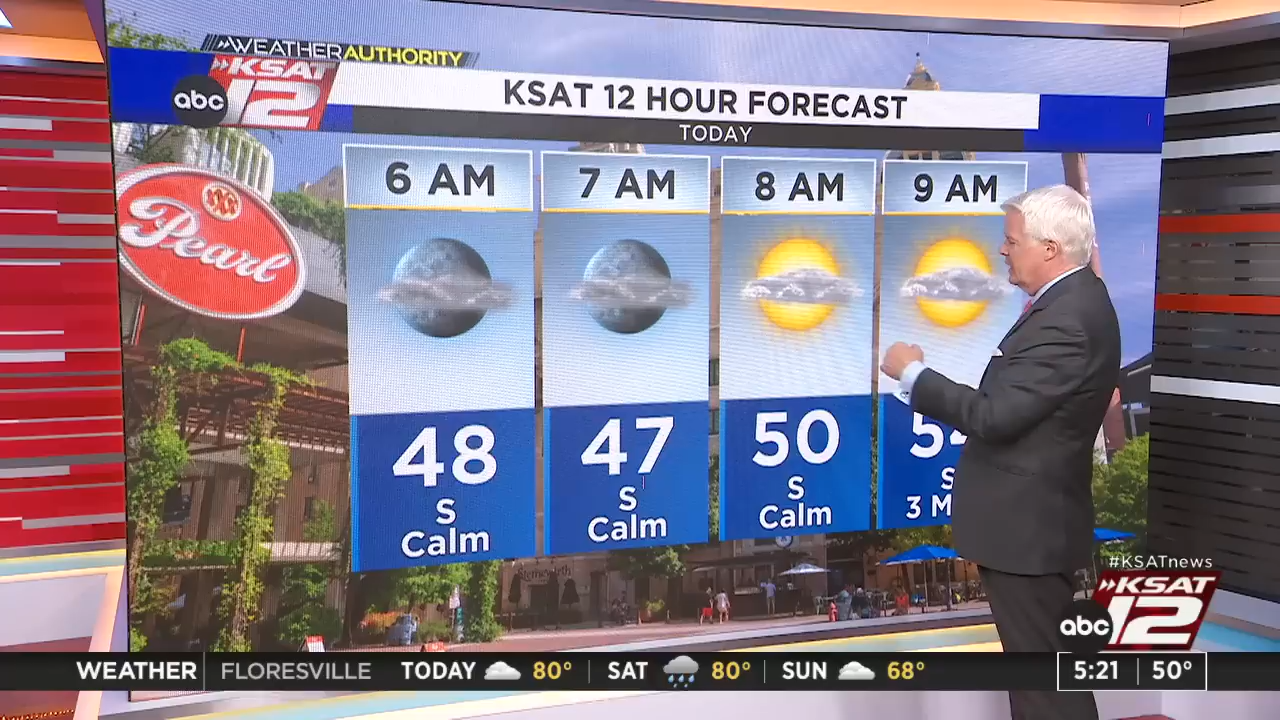 »WEATHERAUTHORITY
»KSAT
abc 12
KSAT 12 HOUR FORECAST
TODAY
6 AM 7 AM 8 AM 9 AM
Pearl
48 47 50
S S S S
Calm Calm Calm 3
#KSATnews
»KSAT
abc 12
WEATHER FLORESVILLE TODAY 80° SAT 80° SUN 68° 5:21 50°